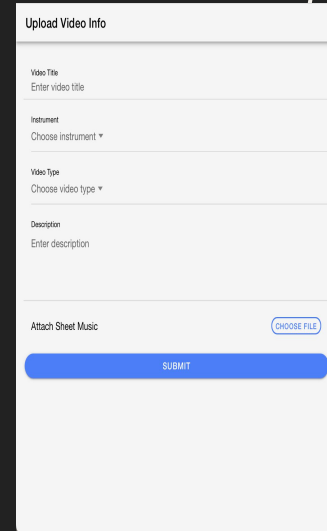 Upload Video Info
Video Title
Enter video title
Instrument
Choose instrument
Video Type
Choose video type
Description
Enter description
Attach Sheet Music
CHOOSE FILE
SUBMIT